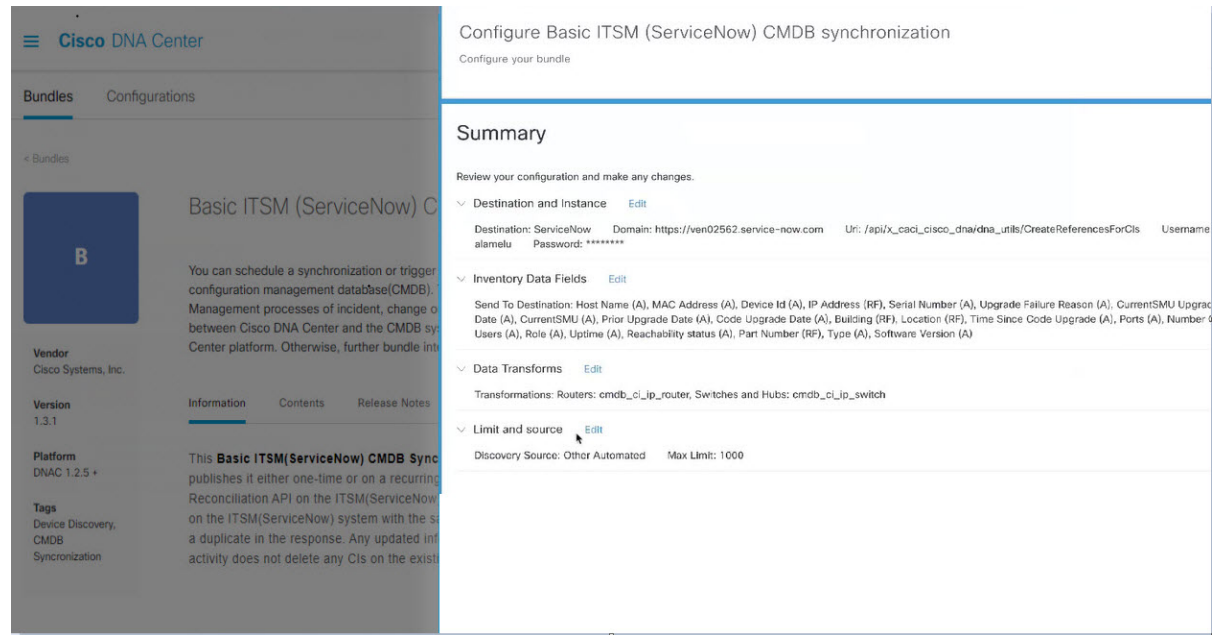 Cisco DNA Center
Bundles Configurations
< Bundles
B
Basic ITSM (ServiceNow) C
You can schedule a synchronization or trigger
configuration management database(CMDB).
Management processes of incident, change o
between Cisco DNA Center and the CMDB sy
Center platform. Otherwise, further bundle int
Vendor
Cisco Systems, Inc.
Version
1.3.1
Platform
DNAC 1.2.5 +
Tags
Device Discovery,
CMDB
Syncronization
Information Contents Release Notes
This Basic ITSM(ServiceNow) CMDB Sync
publishes it either one-time or on a recurring
Reconciliation API on the ITSM(ServiceNow
on the ITSM(ServiceNow) system with the sa
a duplicate in the response. Any updated inf
activity does not delete any CIs on the existi
Configure Basic ITSM (ServiceNow) CMDB synchronization
Configure your bundle
Summary
Review your configuration and make any changes.
Destination and Instance Edit
Destination: ServiceNow Domain: https://ven02562.service-now.com Uri: /api/x_caci_cisco_dna/dna_utils/CreateReferencesForCIs Username
alamelu Password: ********
Inventory Data Fields Edit
Send To Destination: Host Name (A), MAC Address (A), Device Id (A), IP Address (RF), Serial Number (A), Upgrade Failure Reason (A), CurrentSMU Upgrad
Date (A), CurrentSMU (A), Prior Upgrade Date (A), Code Upgrade Date (A), Building (RF), Location (RF), Time Since Code Upgrade (A), Ports (A), Number
Users (A), Role (A), Uptime (A), Reachability status (A), Part Number (RF), Type (A), Software Version (A)
Data Transforms Edit
Transformations: Routers: cmdb_ci_ip_router, Switches and Hubs: cmdb_ci_ip_switch
Limit and source Edit
Discovery Source: Other Automated Max Limit: 1000